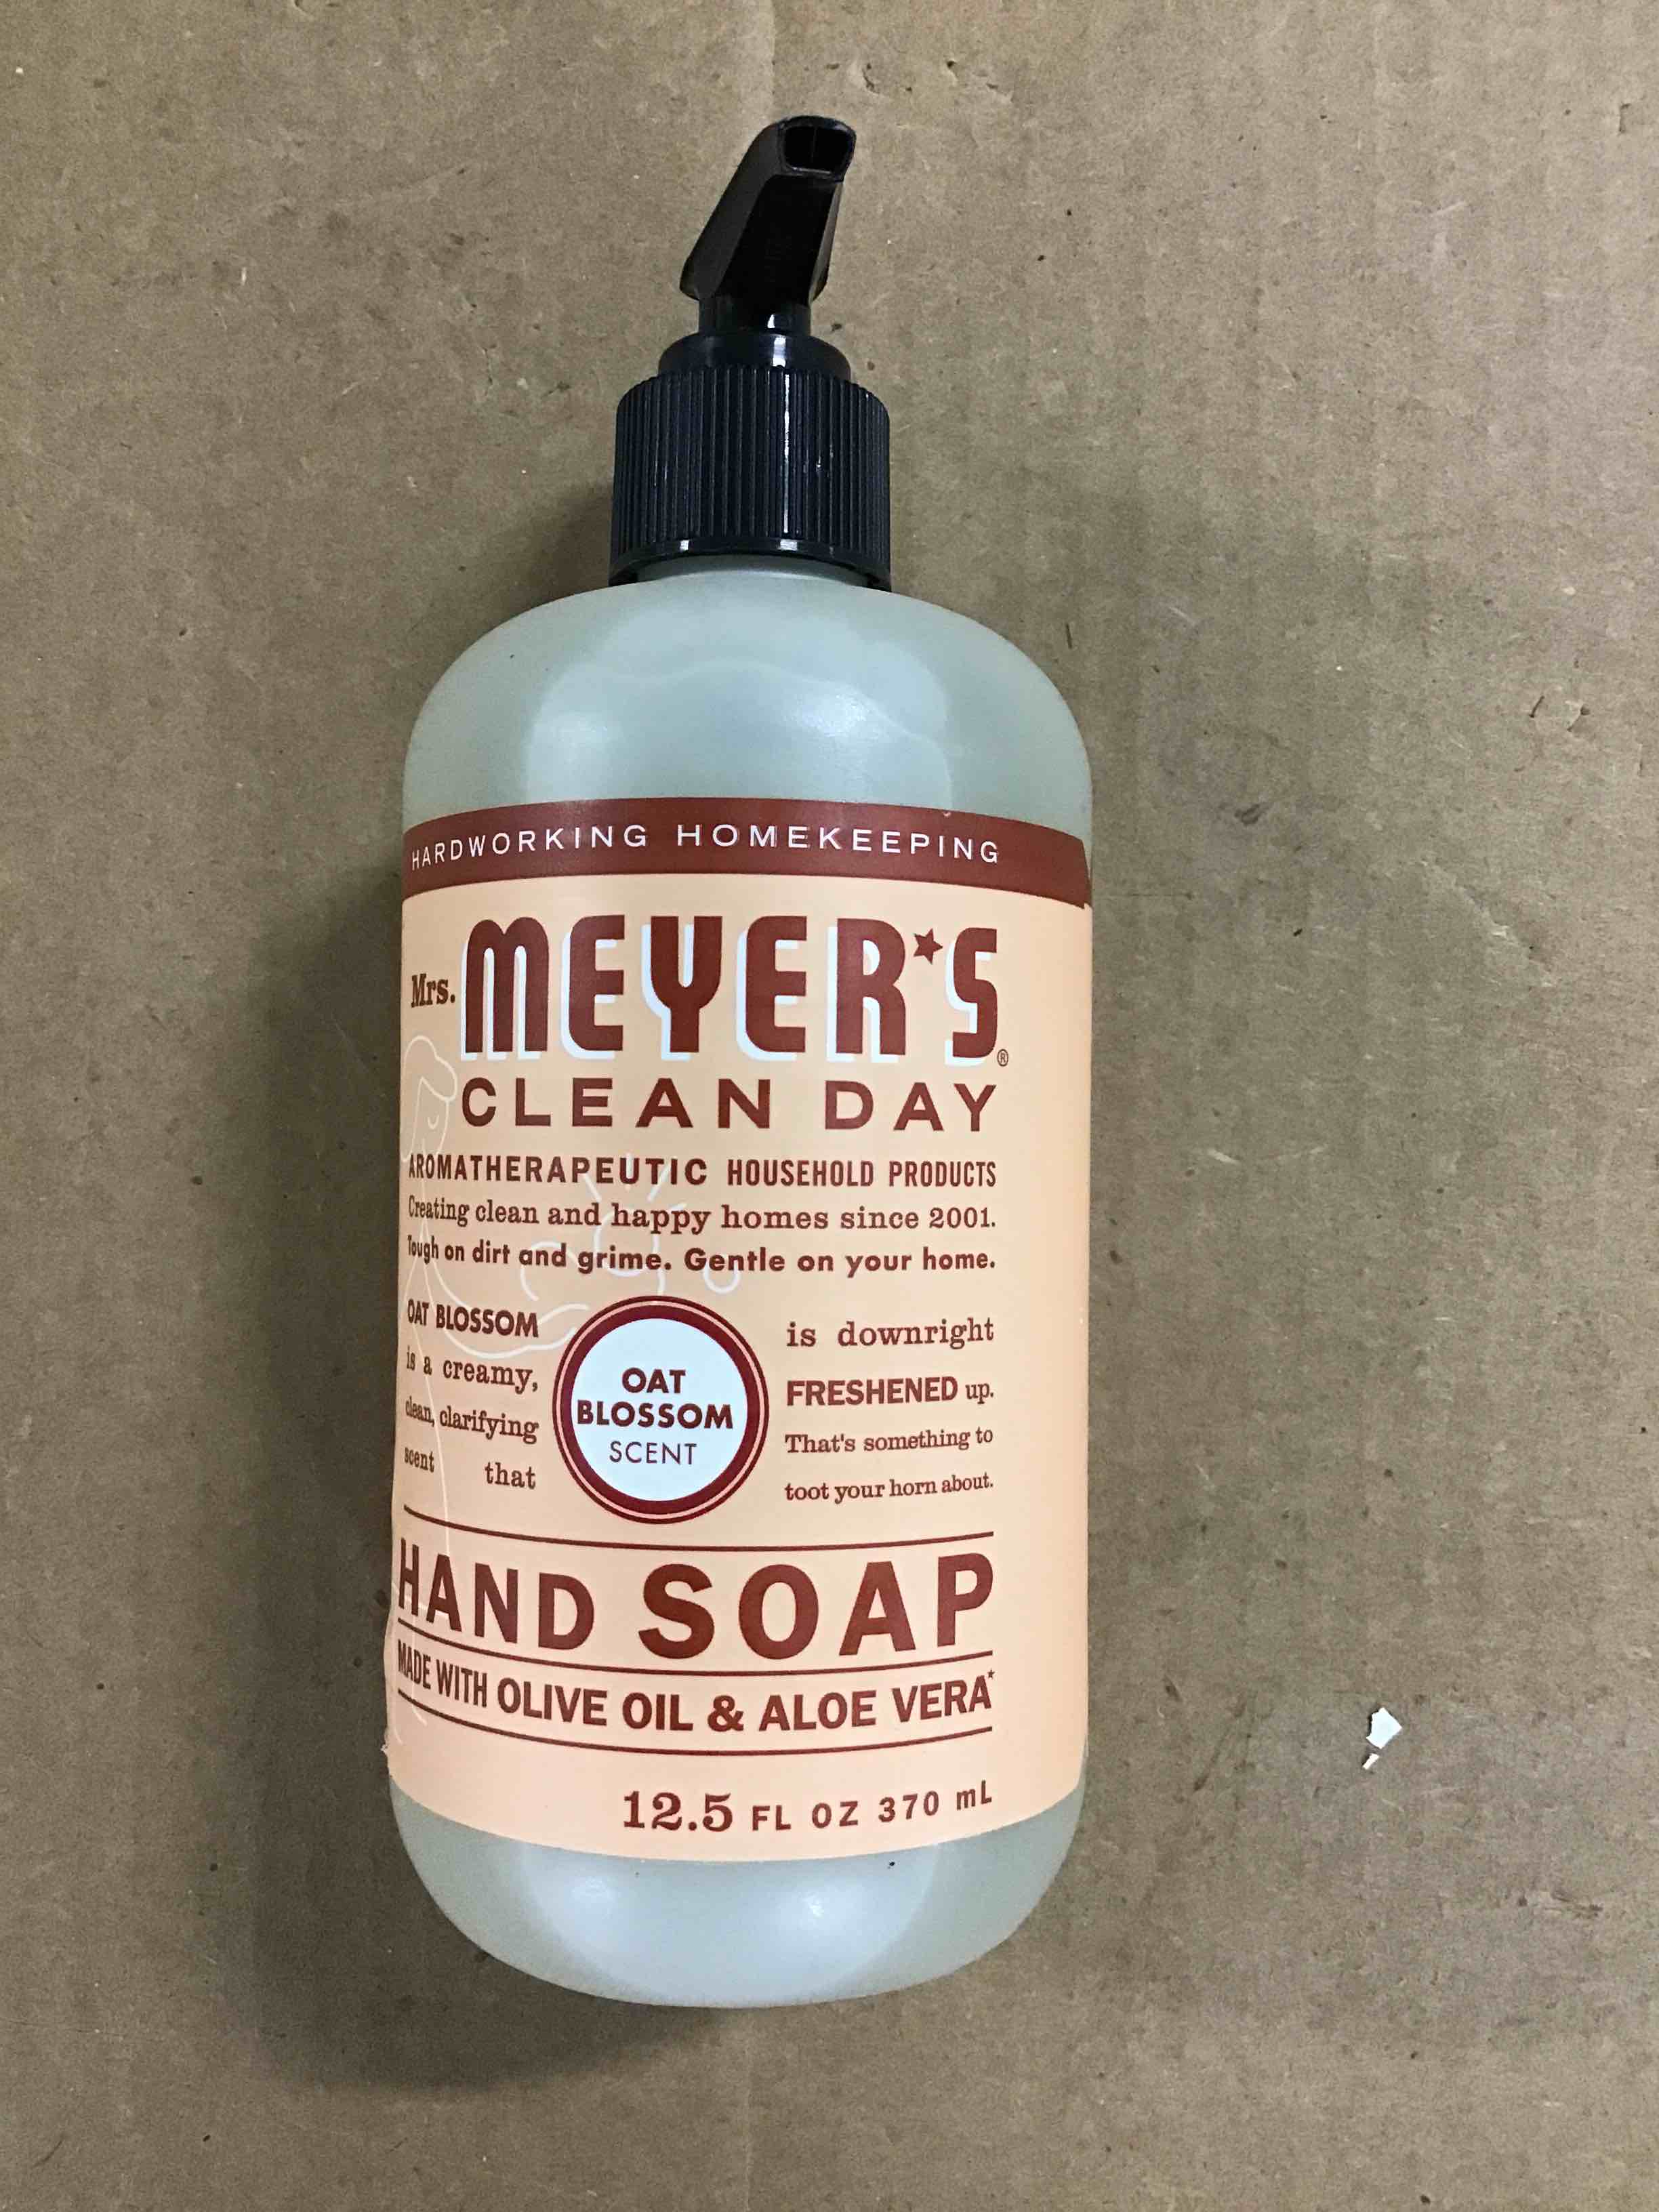 HARDWORKING HOMEKEEPING
Mrs. MEYER'S®
CLEAN DAY
AROMATHERAPEUTIC HOUSEHOLD PRODUCTS
Creating clean and happy homes since 2001.
Tough on dirt and grime. Gentle on your home.
OAT BLOSSOM
is a creamy,
clean, clarifying
scent that
OAT
BLOSSOM
SCENT
is downright
FRESHENED up.
That's something to
toot your horn about.
HAND SOAP
MADE WITH OLIVE OIL & ALOE VERA*
12.5 FL OZ 370 mL